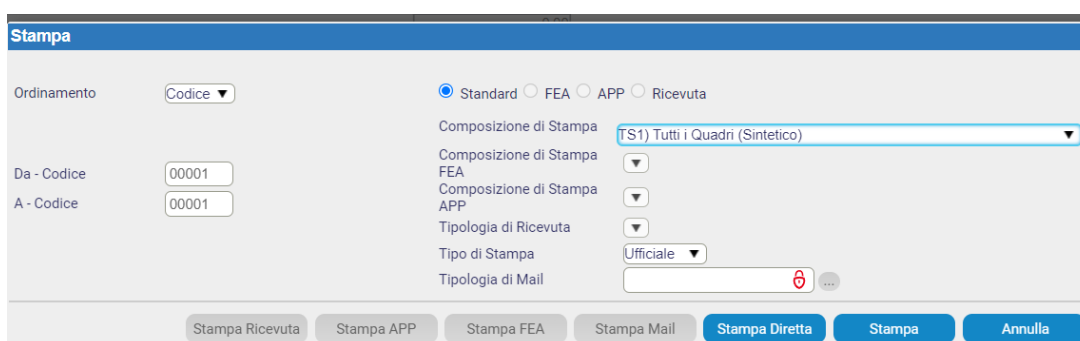 Stampa
Ordinamento Codice Standard FEA APP Ricevuta
Composizione di Stampa TS1) Tutti i Quadri (Sintetico)
Da - Codice 00001 Composizione di Stampa
FEA
A - Codice 00001 Composizione di Stampa
APP
Tipologia di Ricevuta
Tipo di Stampa Ufficiale
Tipologia di Mail ...
Stampa Ricevuta Stampa APP Stampa FEA Stampa Mail Stampa Diretta Stampa Annulla